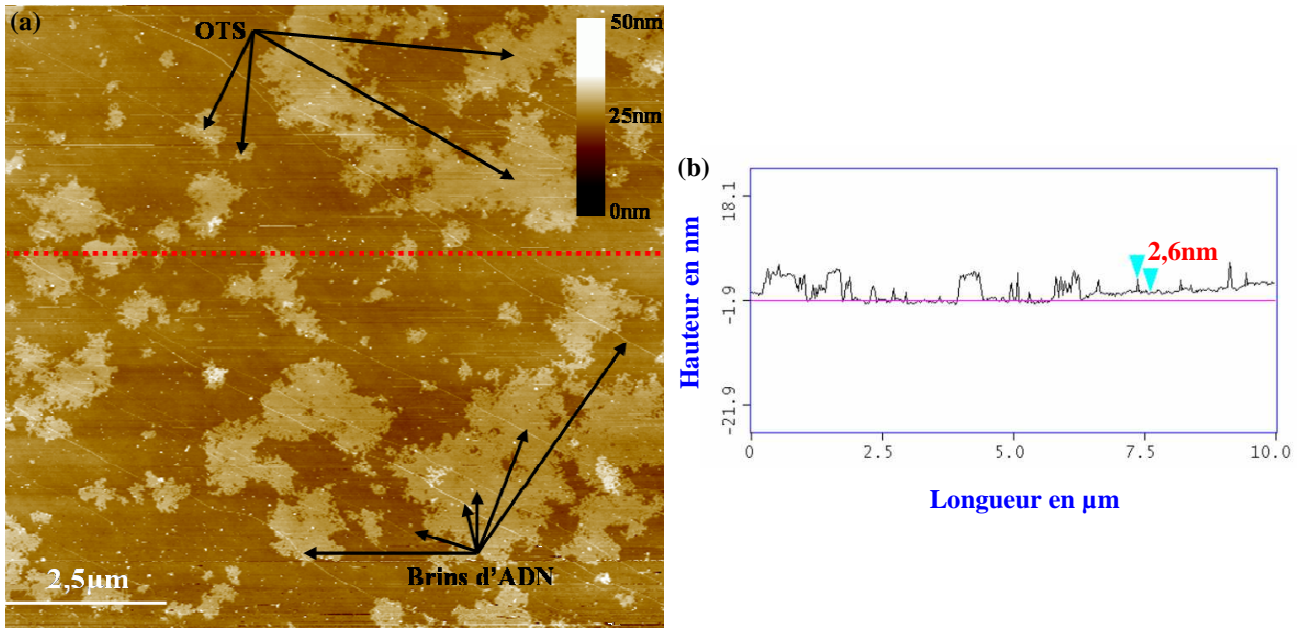 (a)
OTS
50nm
25nm
0nm
2,5µm
Brins d'ADN
(b)
Hauteur en nm
18.1
-1.9
-21.9
2,6nm
0
2.5
5.0
7.5
10.0
Longueur en µm